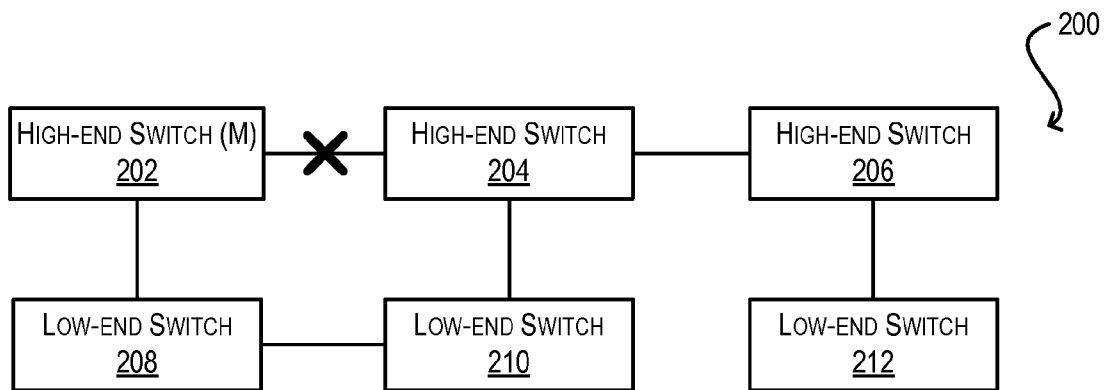 200
High-end Switch (M)
202
High-end Switch
204
High-end Switch
206
Low-end Switch
208
Low-end Switch
210
Low-end Switch
212